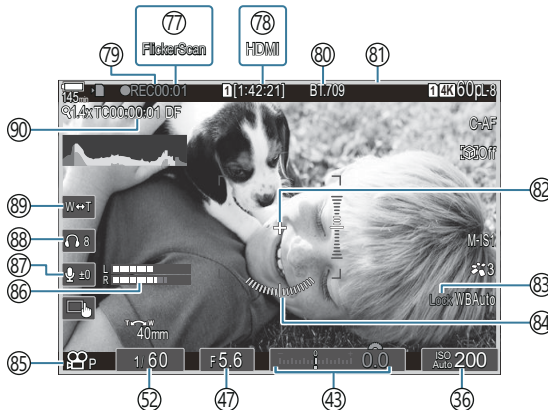 77 78
FlickerScan HDMI
79 80 81
145min REC00:01 1[1:42:21] BT.709 1 4K 60p L-8
1.4x TC00:00:01 DF
90
C-AF
Off
82
89 W↔T
88 8
M-IS1
87 ±0 L R
3
86
Lock WBAuto 83
T W
40mm
84
85 P 1/60 F5.6 0 0.0 ISO Auto 200
52 47 43 36